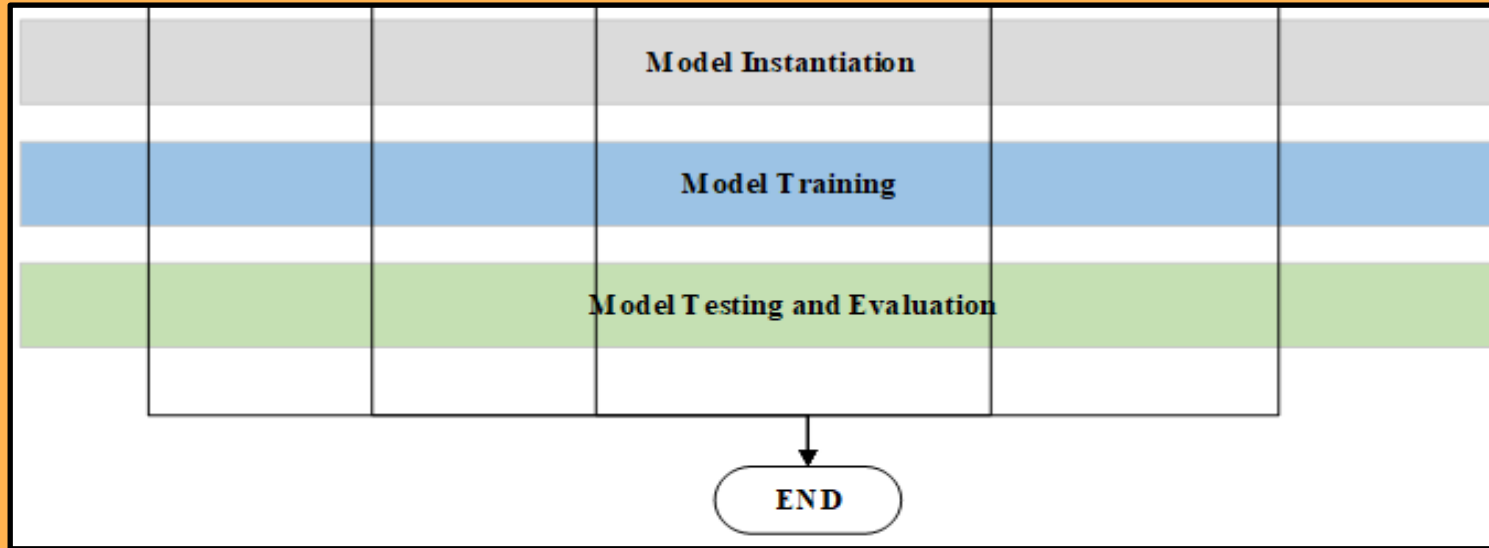 Model Instantiation
Model Training
Model Testing and Evaluation
END